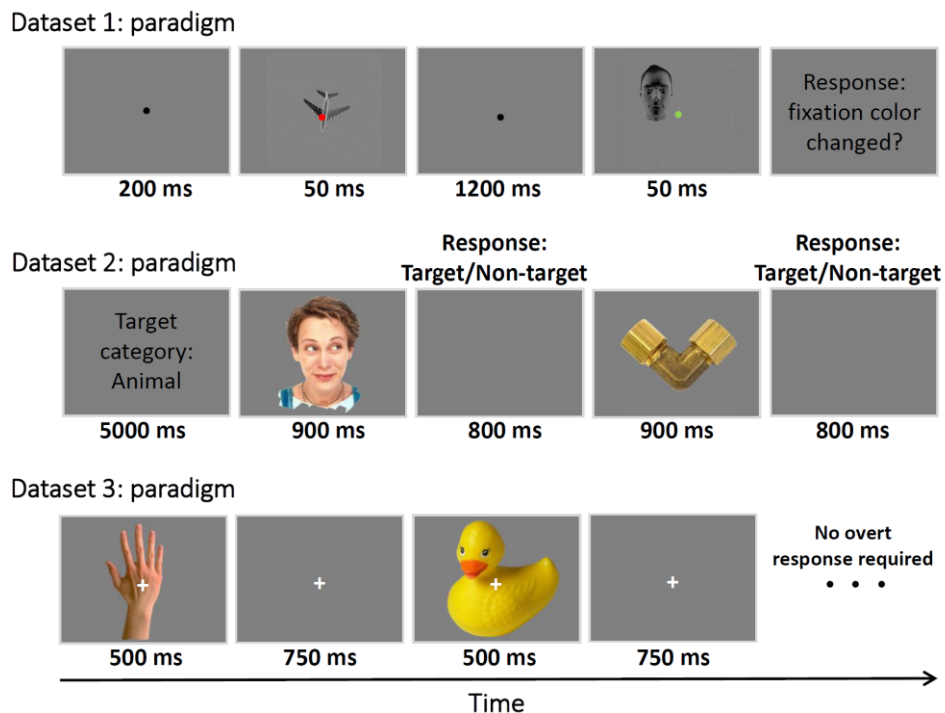 Dataset 1: paradigm
Response:
fixation color
changed?
200 ms
50 ms
1200 ms
50 ms
Response:
Target/Non-target
Response:
Target/Non-target
Dataset 2: paradigm
Target
category:
Animal
5000 ms
900 ms
800 ms
900 ms
800 ms
Dataset 3: paradigm
No overt
response required
• • •
500 ms
750 ms
500 ms
750 ms
Time